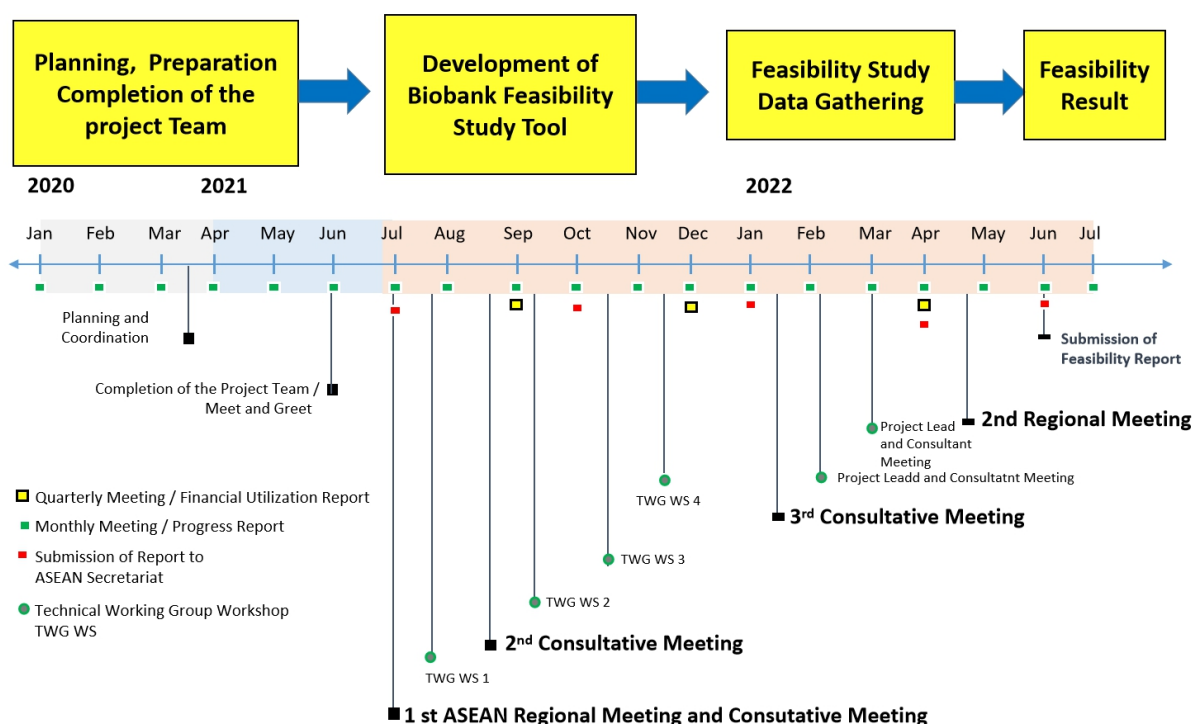 Planning, Preparation
Completion of the
project Team
Development of
Biobank Feasibility
Study Tool
Feasibility Study
Data Gathering
Feasibility
Result
2020
2021
2022
Jan Feb Mar Apr May Jun Jul Aug Sep Oct Nov Dec Jan Feb Mar Apr May Jun Jul
Planning and
Coordination
Submission of
Feasibility Report
Completion of the Project Team /
Meet and Greet
2nd Regional Meeting
Project Lead
and Consultant
Meeting
Project Leadd and Consultatnt Meeting
TWG WS 4
3rd Consultative Meeting
TWG WS 3
TWG WS 2
2nd Consultative Meeting
TWG WS 1
1 st ASEAN Regional Meeting and Consutative Meeting
Quarterly Meeting / Financial Utilization Report
Monthly Meeting / Progress Report
Submission of Report to
ASEAN Secretariat
Technical Working Group Workshop
TWG WS